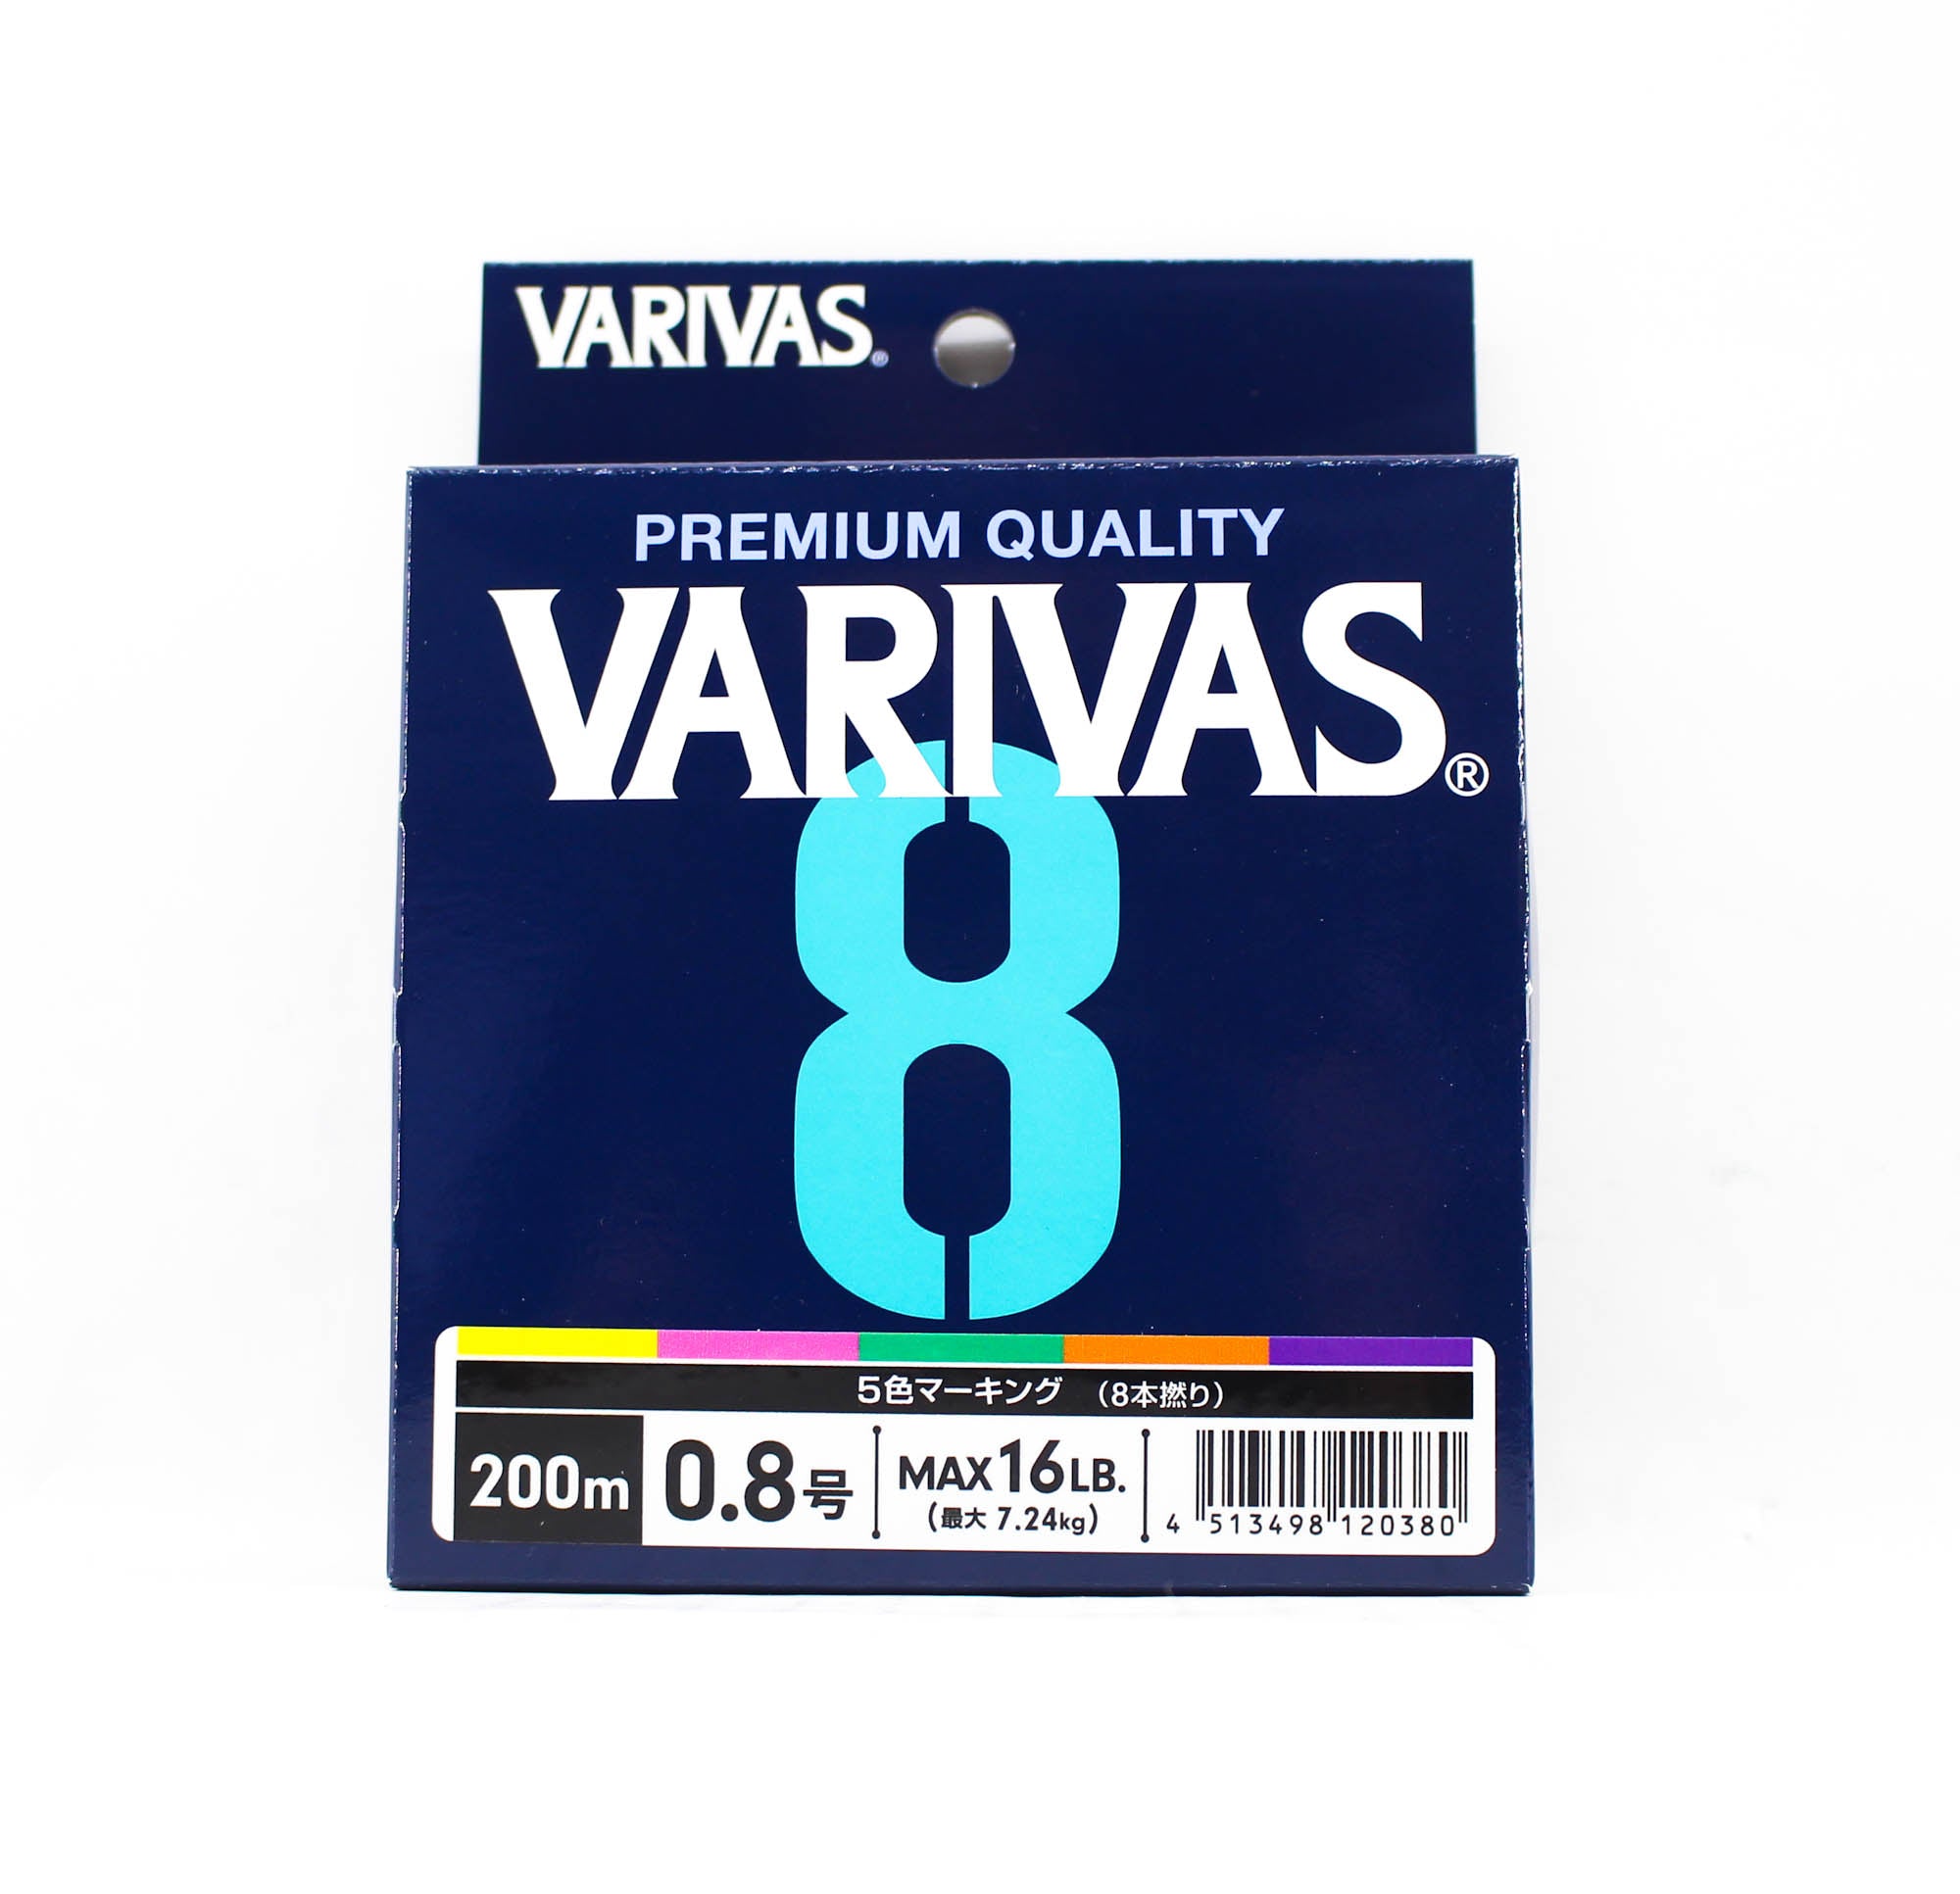 VARIVAS®
PREMIUM QUALITY
VARIVAS®
8
5色マーキング (8本撚り)
200m 0.8号 MAX16LB.
(最大 7.24kg)
4 513498 120380